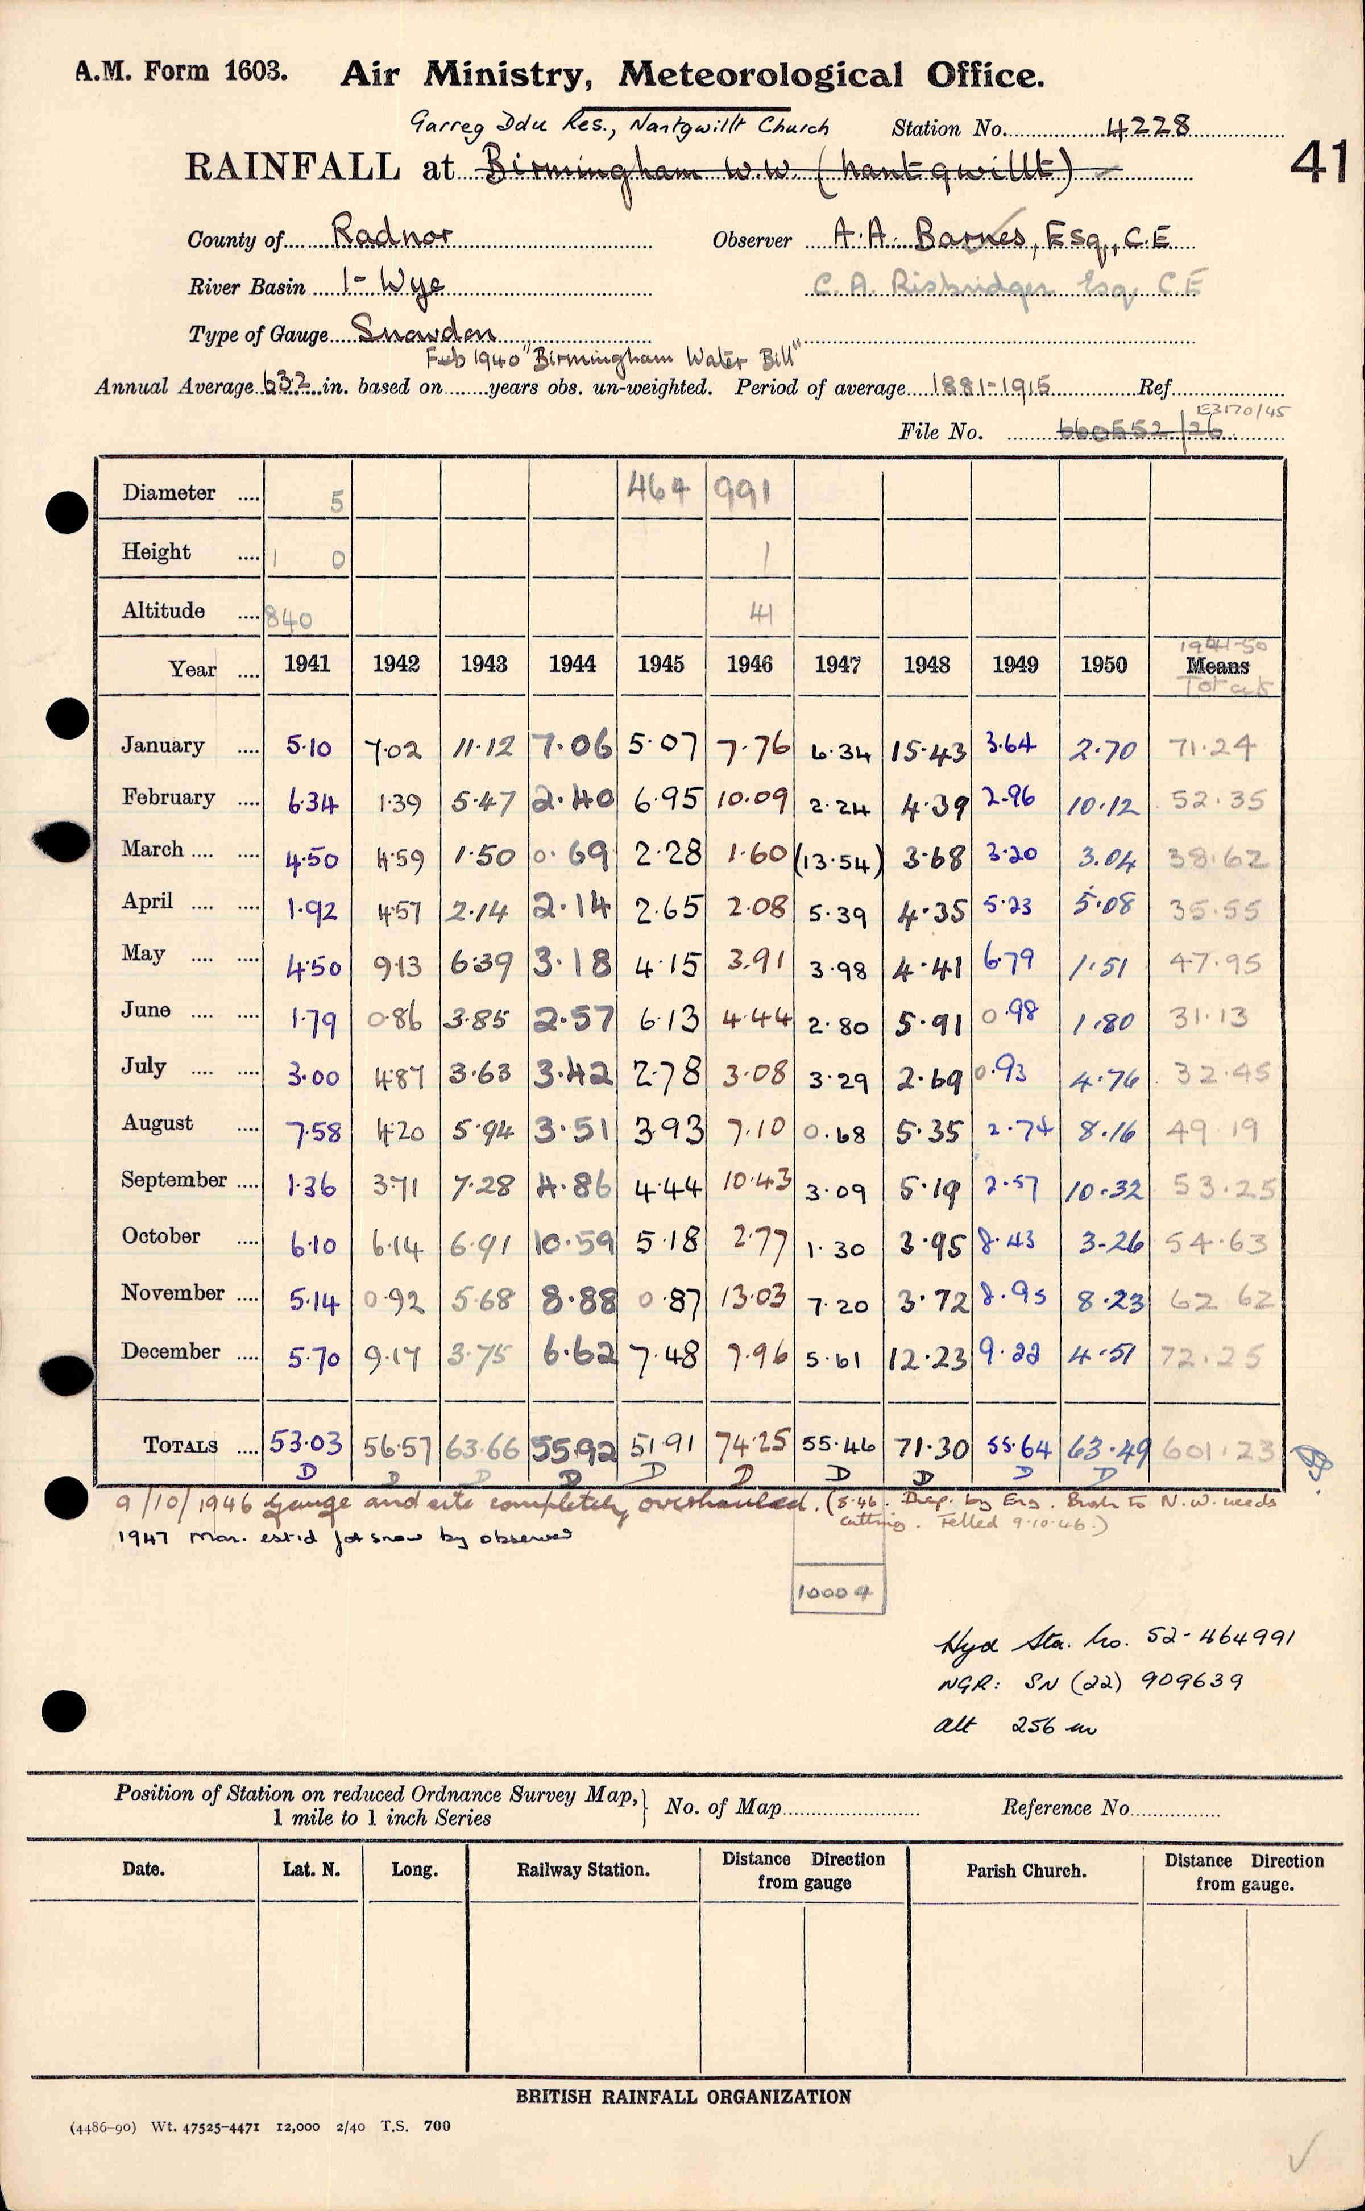 A.M. Form 1603. Air Ministry, Meteorological Office.
Garreg Ddu Res., Nantgwillt Church Station No. 4228
RAINFALL at Birmingham W.W. (Nantgwillt) 41
County of Radnor Observer A.A. Barnes, Esq., C.E
River Basin 1- Wye C.A. Risbridger Esq. C.E
Type of Gauge Snowdon
Feb 1940 "Birmingham Water Bill"
Annual Average 63.2 in. based on years obs. un-weighted. Period of average 1881-1915 Ref
E3170/45
File No. 660552/26
Diameter .... 5 464 991
Height .... 1 0 1
Altitude .... 840 41
1941-50
Year .... 1941 1942 1943 1944 1945 1946 1947 1948 1949 1950 Means
Totals
January .... 5.10 7.02 11.12 7.06 5.07 7.76 6.34 15.43 3.64 2.70 71.24
February .... 6.34 1.39 5.47 2.40 6.95 10.09 2.24 4.39 2.96 10.12 52.35
March .... .... 4.50 4.59 1.50 0.69 2.28 1.60 (13.54) 3.68 3.20 3.04 38.62
April .... .... 1.92 4.57 2.14 2.14 2.65 2.08 5.39 4.35 5.23 5.08 35.55
May .... .... 4.50 9.13 6.39 3.18 4.15 3.91 3.98 4.41 6.79 1.51 47.95
June .... .... 1.79 0.86 3.85 2.57 6.13 4.44 2.80 5.91 0.98 1.80 31.13
July .... .... 3.00 4.87 3.63 3.42 2.78 3.08 3.29 2.69 0.93 4.76 32.45
August .... 7.58 4.20 5.94 3.51 3.93 7.10 0.68 5.35 2.74 8.16 49.19
September .... 1.36 3.71 7.28 4.86 4.44 10.43 3.09 5.19 2.57 10.32 53.25
October .... 6.10 6.14 6.91 10.59 5.18 2.77 1.30 3.95 8.43 3.26 54.63
November .... 5.14 0.92 5.68 8.88 0.87 13.03 7.20 3.72 8.95 8.23 62.62
December .... 5.70 9.17 3.75 6.62 7.48 7.96 5.61 12.23 9.22 4.51 72.25
TOTALS .... 53.03 56.57 63.66 55.92 51.91 74.25 55.46 71.30 55.64 63.49 601.23
D D D D D D D D D D
9/10/1946 Gauge and site completely overhauled. (8.46. Insp. by Eng. Bush to N.W. needs
cutting. Felled 9.10.46.)
1947 Mar. est'd for snow by observer
10004
Hyd Sta. No. 52-464991
NGR: SN (22) 909639
alt 256 m
Position of Station on reduced Ordnance Survey Map, 1 mile to 1 inch Series No. of Map Reference No.
Date. Lat. N. Long. Railway Station. Distance Direction from gauge Parish Church. Distance Direction from gauge.
BRITISH RAINFALL ORGANIZATION
(4486-90) Wt. 47525-4471 12,000 2/40 T.S. 700